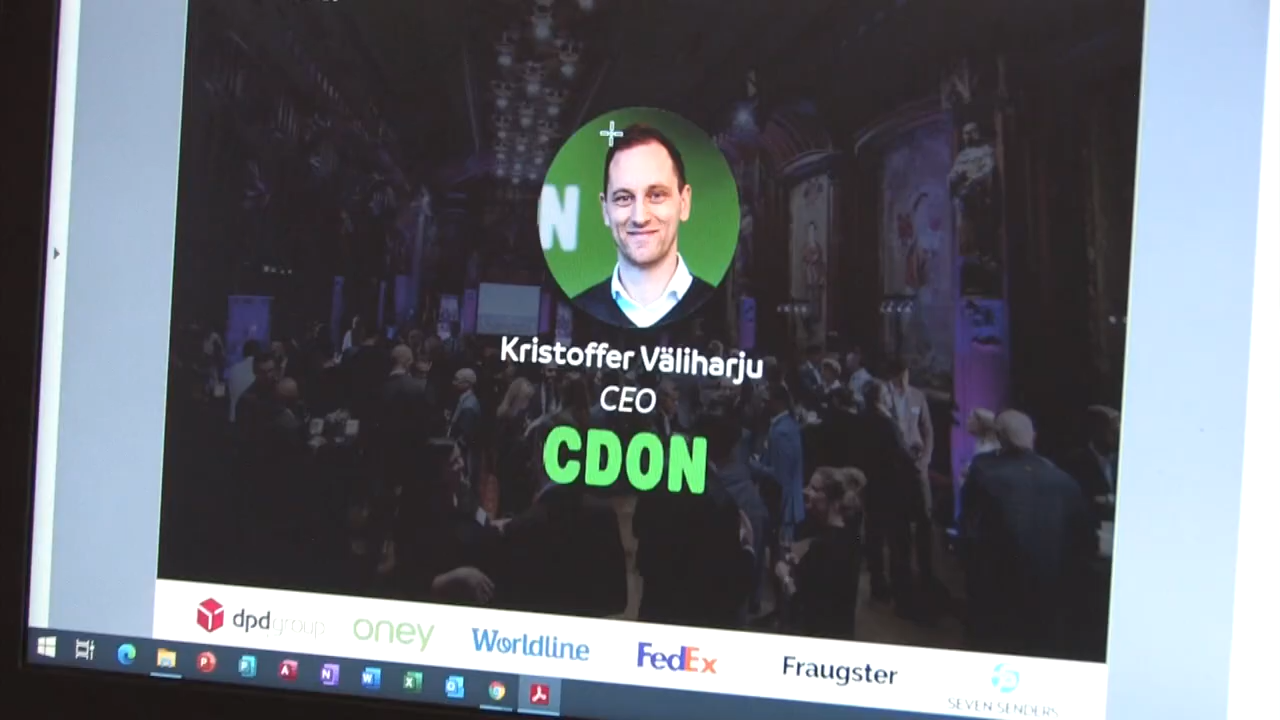 N
Kristoffer Väliharju
CEO
CDON
dpdgroup
oney
Worldline
FedEx
Fraugster
SEVEN SENDERS